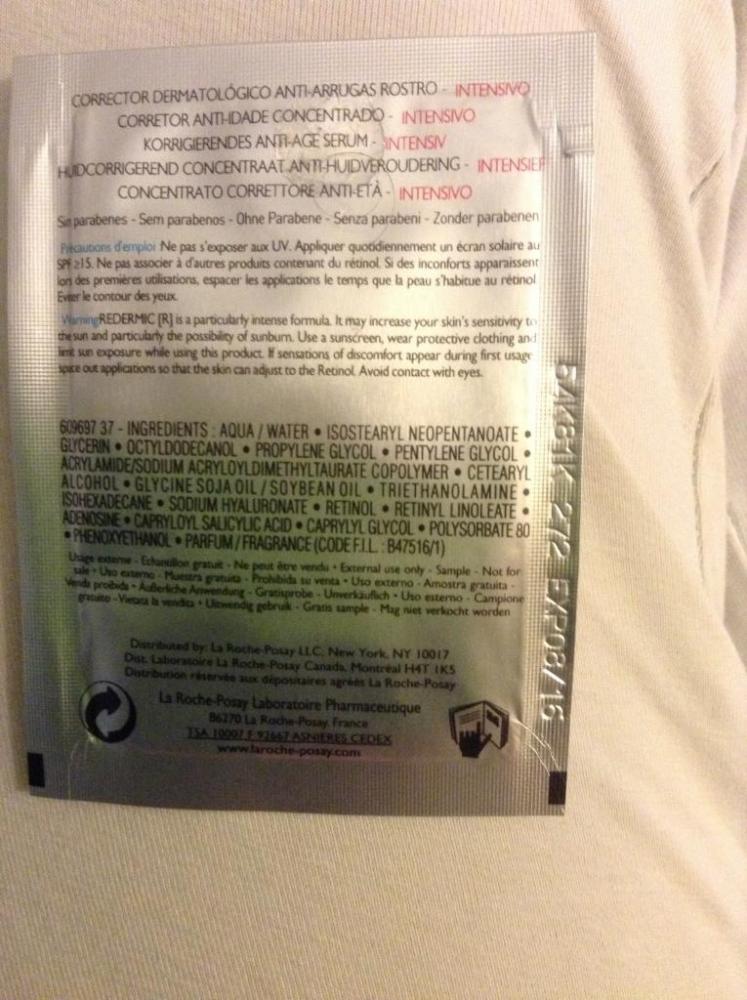 CORRECTOR DERMATOLÓGICO ANTI-ARRUGAS ROSTRO - INTENSIVO
CORRETOR ANTI-IDADE CONCENTRADO - INTENSIVO
KORRIGIERENDES ANTI-AGE SERUM - INTENSIV
HUIDCORRIGEREND CONCENTRAAT ANTI-HUIDVEROUDERING - INTENSIEF
CONCENTRATO CORRETTORE ANTI-ETÀ - INTENSIVO
Sin parabenes - Sem parabenos - Ohne Parabene - Senza parabeni - Zonder parabenen
Précautions d'emploi Ne pas s'exposer aux UV. Appliquer quotidiennement un écran solaire au
SPF ≥15. Ne pas associer à d'autres produits contenant du rétinol. Si des inconforts apparaissent
lors des premières utilisations, espacer les applications le temps que la peau s'habitue au rétinol
Eviter le contour des yeux.
Warning REDERMIC [R] is a particularly intense formula. It may increase your skin's sensitivity to
the sun and particularly the possibility of sunburn. Use a sunscreen, wear protective clothing and
limit sun exposure while using this product. If sensations of discomfort appear during first usage
space out applications so that the skin can adjust to the Retinol. Avoid contact with eyes.
609697 37 - INGREDIENTS : AQUA / WATER • ISOSTEARYL NEOPENTANOATE •
GLYCERIN • OCTYLDODECANOL • PROPYLENE GLYCOL • PENTYLENE GLYCOL •
ACRYLAMIDE/SODIUM ACRYLOYLDIMETHYLTAURATE COPOLYMER • CETEARYL
ALCOHOL • GLYCINE SOJA OIL / SOYBEAN OIL • TRIETHANOLAMINE •
ISOHEXADECANE • SODIUM HYALURONATE • RETINOL • RETINYL LINOLEATE •
ADENOSINE • CAPRYLOYL SALICYLIC ACID • CAPRYLYL GLYCOL • POLYSORBATE 80
• PHENOXYETHANOL • PARFUM / FRAGRANCE (CODE F.I.L. : B47516/1)
Usage externe - Echantillon gratuit - Ne peut être vendu • External use only - Sample - Not for
sale • Uso externo - Muestra gratuita - Prohibida su venta • Uso externo - Amostra gratuita -
Venda proibida • Äußerliche Anwendung - Gratisprobe - Unverkäuflich • Uso esterno - Campione
gratuito - Vietata la vendita • Uitwendig gebruik - Gratis sample - Mag niet verkocht worden
Distributed by: La Roche-Posay LLC, New York, NY 10017
Dist. Laboratoire La Roche-Posay Canada, Montréal H4T 1K5
Distribution réservée aux dépositaires agréés La Roche-Posay
La Roche-Posay Laboratoire Pharmaceutique
86270 La Roche-Posay. France
TSA 10007 F 92667 ASNIERES CEDEX
www.laroche-posay.com
54K61K 272 EXP08/16